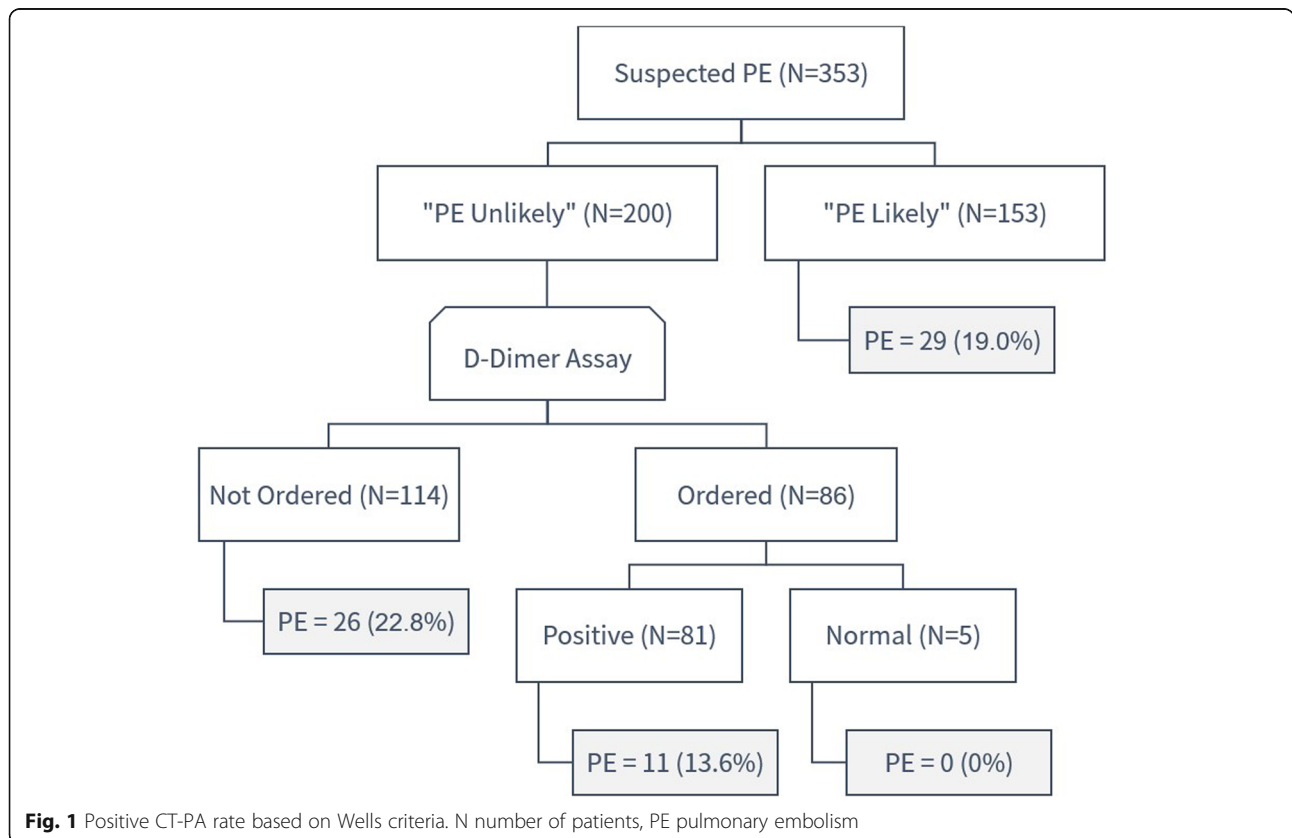 Suspected PE (N=353)
"PE Unlikely" (N=200)
"PE Likely" (N=153)
PE = 29 (19.0%)
D-Dimer Assay
Not Ordered (N=114)
Ordered (N=86)
PE = 26 (22.8%)
Positive (N=81)
Normal (N=5)
PE = 11 (13.6%)
PE = 0 (0%)
Fig. 1 Positive CT-PA rate based on Wells criteria. N number of patients, PE pulmonary embolism